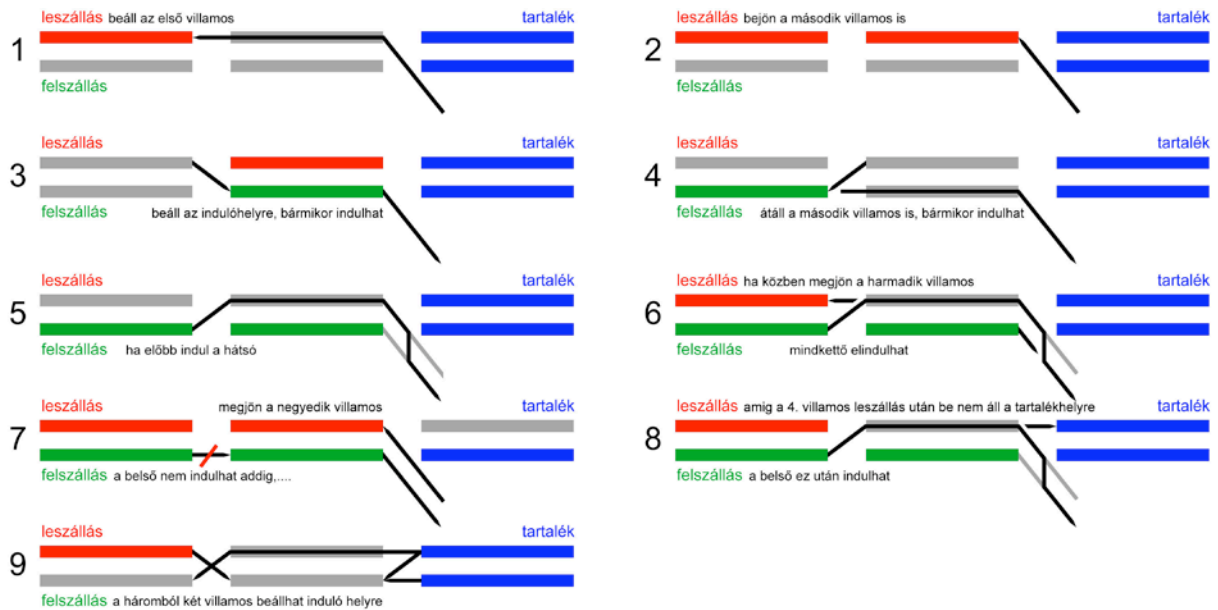 leszállás beáll az első villamos tartalék
1
felszállás
leszállás bejön a második villamos is tartalék
2
felszállás
leszállás tartalék
3
felszállás beáll az indulóhelyre, bármikor indulhat
leszállás tartalék
4
felszállás átáll a második villamos is, bármikor indulhat
leszállás tartalék
5
felszállás ha előbb indul a hátsó
leszállás ha közben megjön a harmadik villamos tartalék
6
felszállás mindkettő elindulhat
leszállás megjön a negyedik villamos tartalék
7
felszállás a belső nem indulhat addig,....
leszállás amig a 4. villamos leszállás után be nem áll a tartalékhelyre tartalék
8
felszállás a belső ez után indulhat
leszállás tartalék
9
felszállás a háromból két villamos beállhat induló helyre